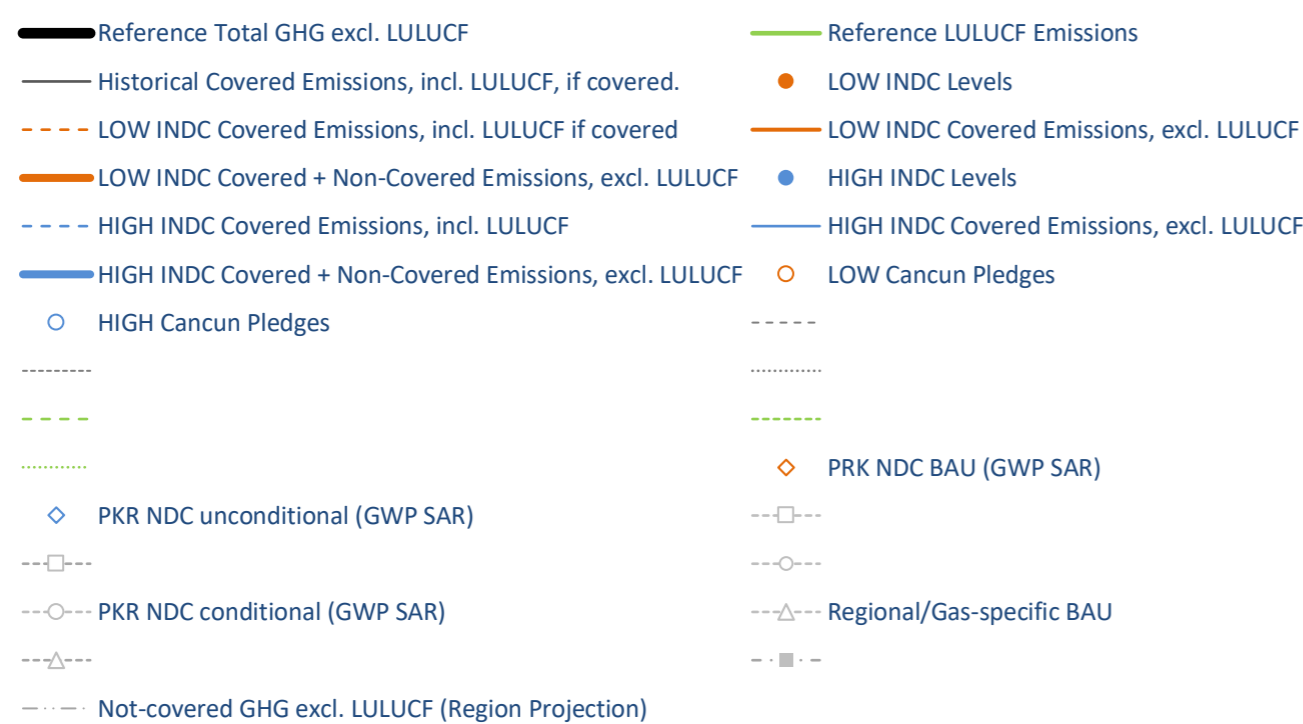 Reference Total GHG excl. LULUCF
Reference LULUCF Emissions
Historical Covered Emissions, incl. LULUCF, if covered.
LOW INDC Levels
LOW INDC Covered Emissions, incl. LULUCF if covered
LOW INDC Covered Emissions, excl. LULUCF
LOW INDC Covered + Non-Covered Emissions, excl. LULUCF
HIGH INDC Levels
HIGH INDC Covered Emissions, incl. LULUCF
HIGH INDC Covered Emissions, excl. LULUCF
HIGH INDC Covered + Non-Covered Emissions, excl. LULUCF
LOW Cancun Pledges
HIGH Cancun Pledges
PRK NDC BAU (GWP SAR)
PKR NDC unconditional (GWP SAR)
PKR NDC conditional (GWP SAR)
Regional/Gas-specific BAU
Not-covered GHG excl. LULUCF (Region Projection)